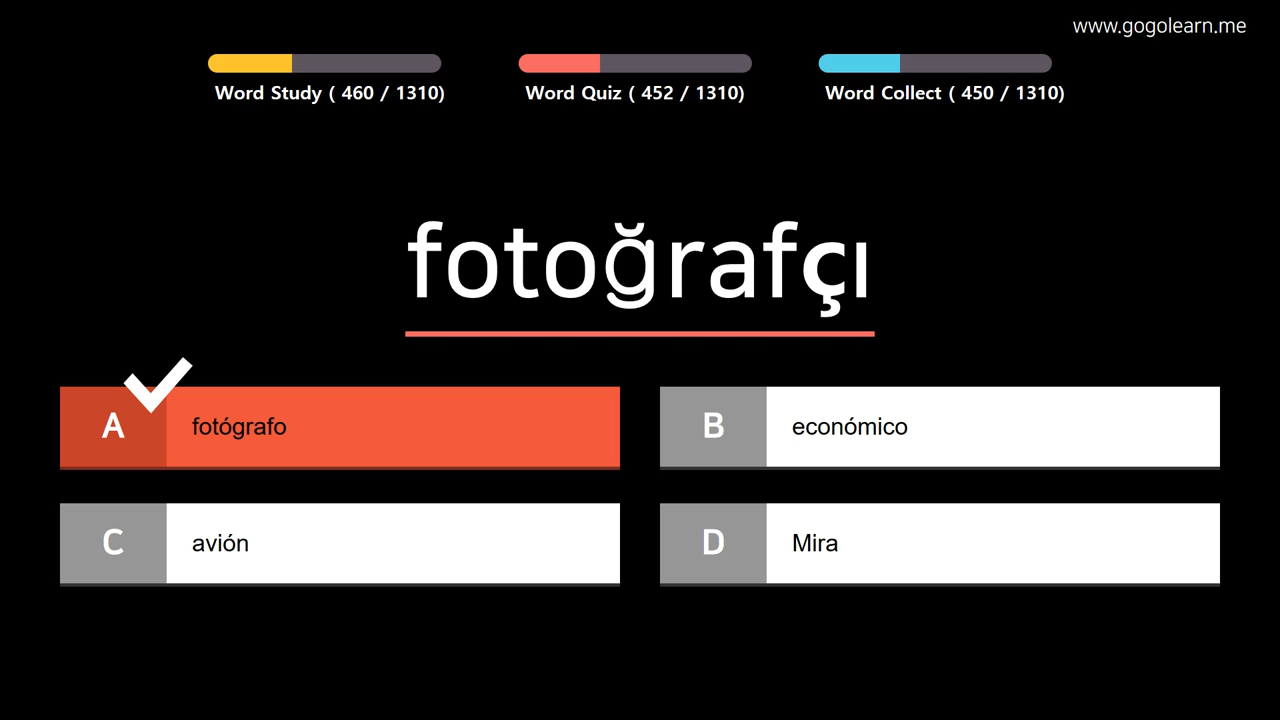 www.gogolearn.me
Word Study ( 460 / 1310)
Word Quiz ( 452 / 1310)
Word Collect ( 450 / 1310)
fotoğrafçı
A
fotógrafo
B
económico
C
avión
D
Mira